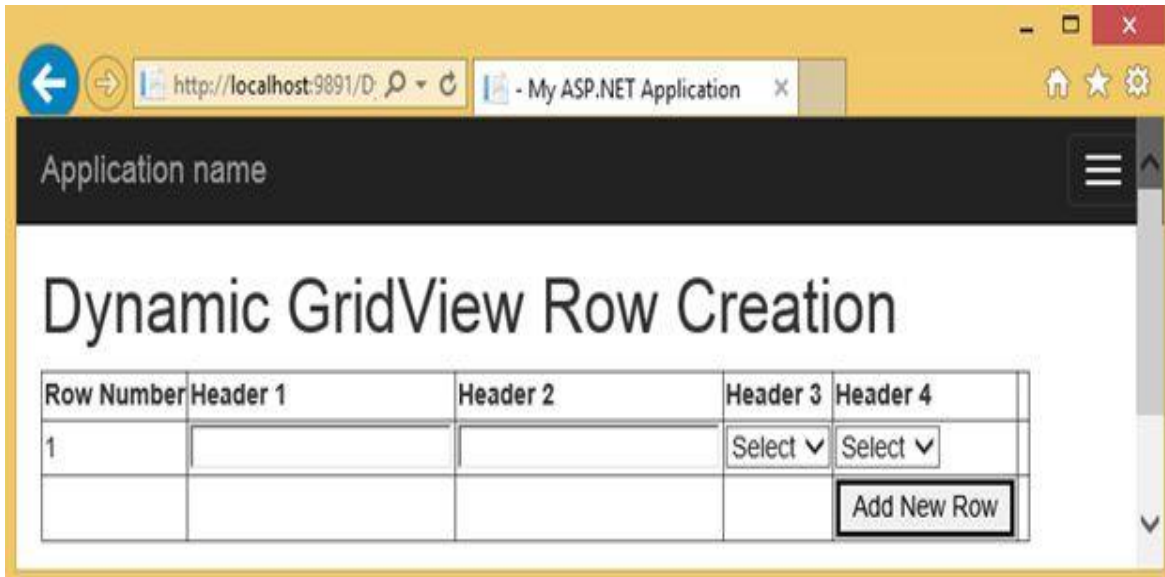 http://localhost:9891/D
- My ASP.NET Application
Application name
Dynamic GridView Row Creation
Row Number Header 1 Header 2 Header 3 Header 4
1 Select Select
Add New Row